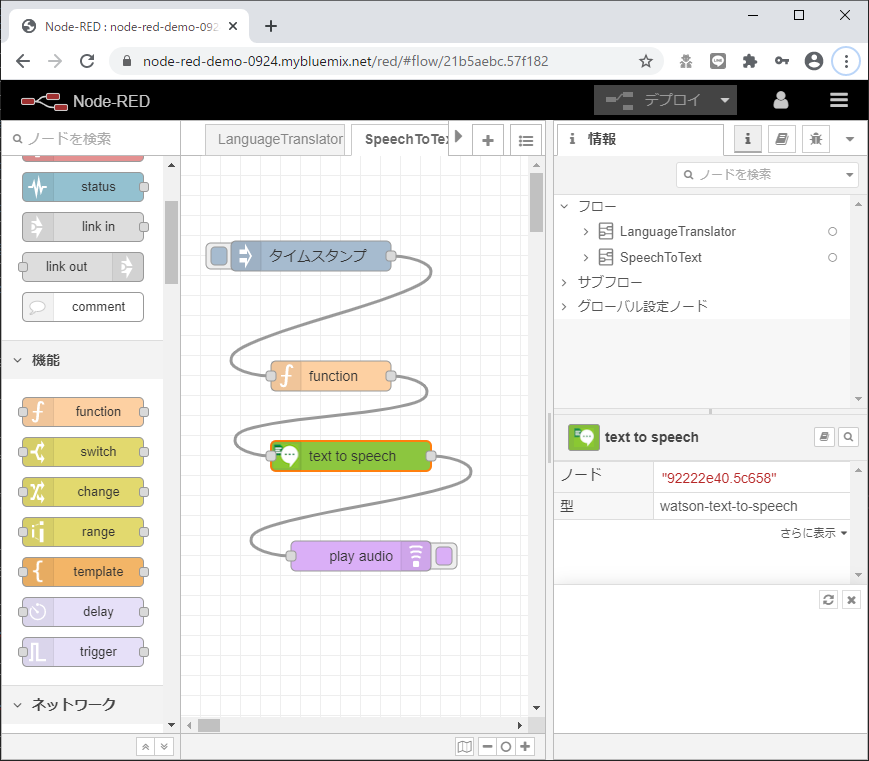 Node-RED : node-red-demo-092
node-red-demo-0924.mybluemix.net/red/#flow/21b5aebc.57f182
Node-RED
デプロイ
ノードを検索
status
link in
link out
comment
機能
function
switch
change
range
template
delay
trigger
ネットワーク
LanguageTranslator
SpeechToTex
タイムスタンプ
function
text to speech
play audio
i 情報
i
ノードを検索
フロー
LanguageTranslator
SpeechToText
サブフロー
グローバル設定ノード
text to speech
ノード "92222e40.5c658"
型 watson-text-to-speech
さらに表示